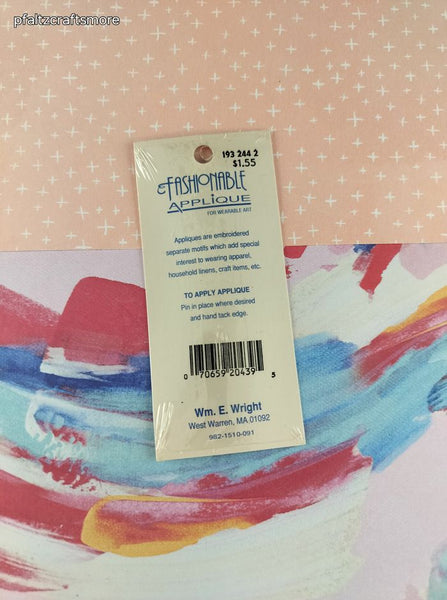 pfaltzcraftsmore
193 244 2
$1.55
FASHIONABLE
APPLIQUE
FOR WEARABLE ART
Appliques are embroidered
separate motifs which add special
interest to wearing apparel,
household linens, craft items, etc.
TO APPLY APPLIQUE
Pin in place where desired
and hand tack edge.
0 70659 20439 5
Wm. E. Wright
West Warren, MA 01092
982-1510-091